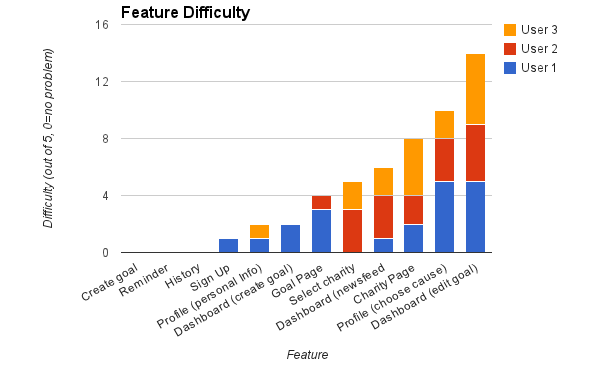 Feature Difficulty
User 3
User 2
User 1
Difficulty (out of 5, 0=no problem)
16
12
8
4
0
Create goal
Reminder
History
Sign Up
Profile (personal Info)
Dashboard (create goal)
Goal Page
Select charity
Dashboard (newsfeed
Charity Page
Profile (choose cause)
Dashboard (edit goal)
Feature